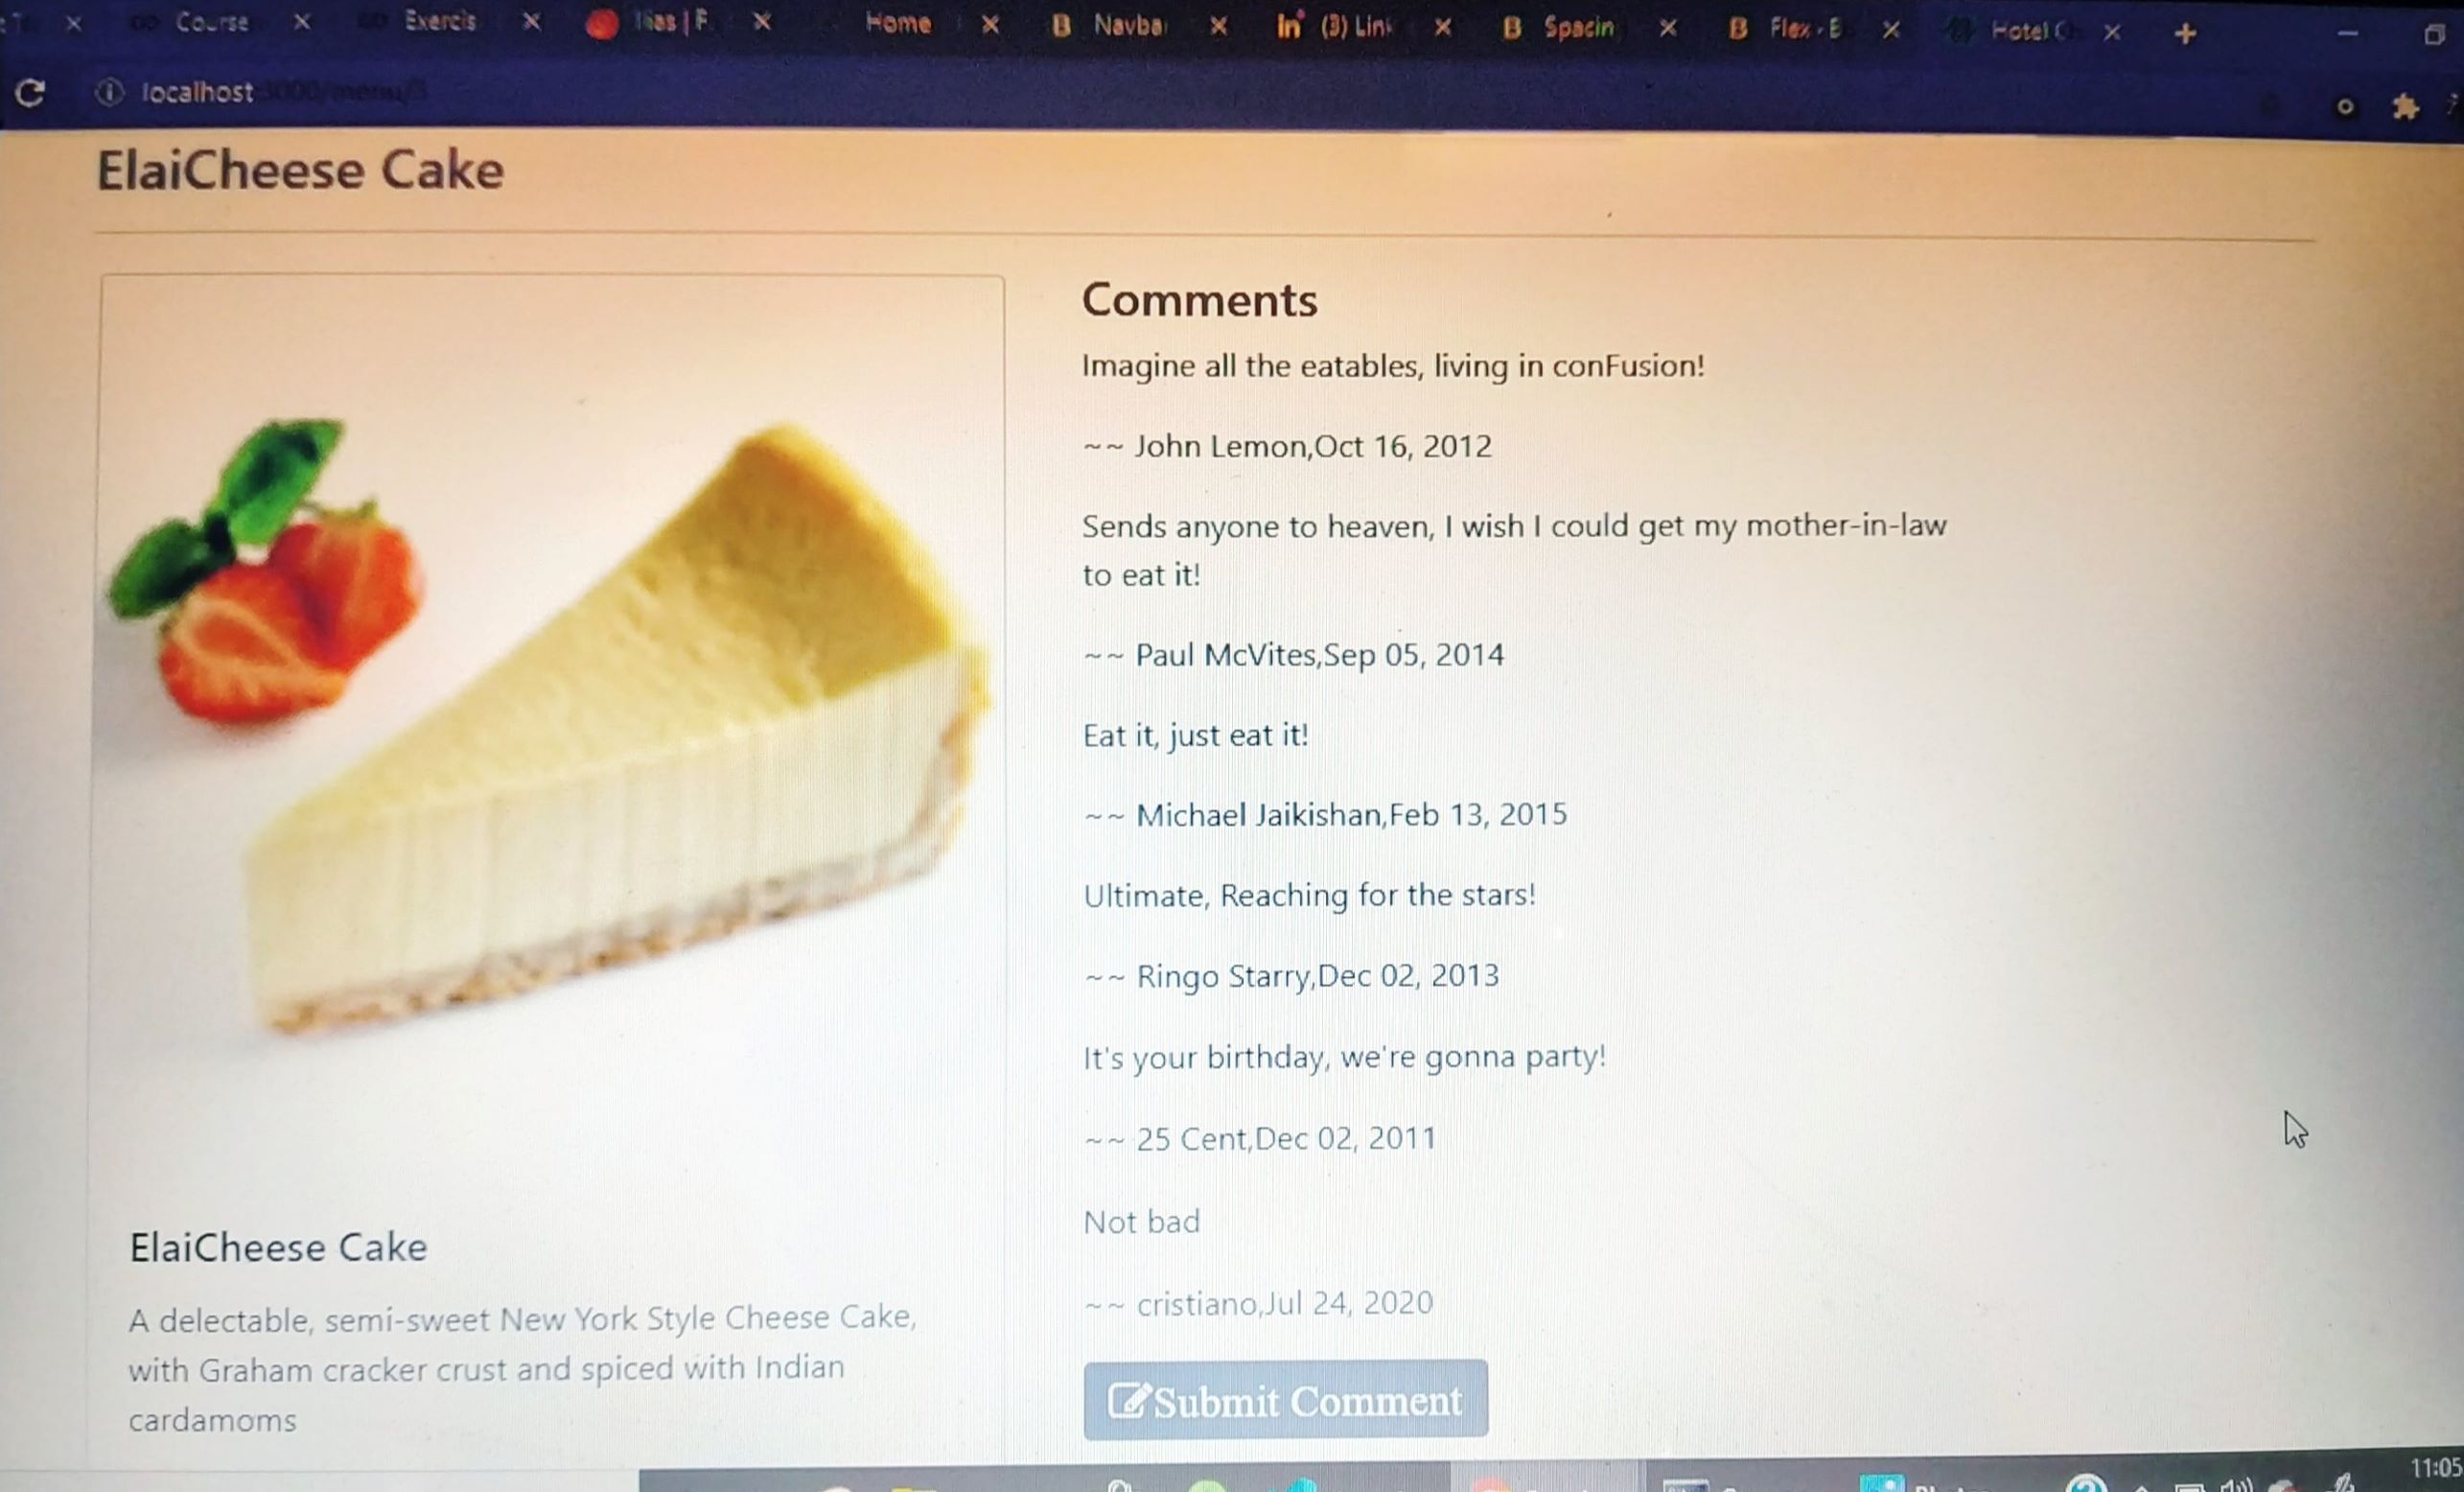 Course
Exercis
Home
Navba
(3) Link
Spacin
Flex · E
Hotel C
localhost
ElaiCheese Cake
Comments
Imagine all the eatables, living in conFusion!
~~ John Lemon,Oct 16, 2012
Sends anyone to heaven, I wish I could get my mother-in-law
to eat it!
~~ Paul McVites,Sep 05, 2014
Eat it, just eat it!
~~ Michael Jaikishan,Feb 13, 2015
Ultimate, Reaching for the stars!
~~ Ringo Starry,Dec 02, 2013
It's your birthday, we're gonna party!
~~ 25 Cent,Dec 02, 2011
Not bad
~~ cristiano,Jul 24, 2020
Submit Comment
ElaiCheese Cake
A delectable, semi-sweet New York Style Cheese Cake,
with Graham cracker crust and spiced with Indian
cardamoms
11:05